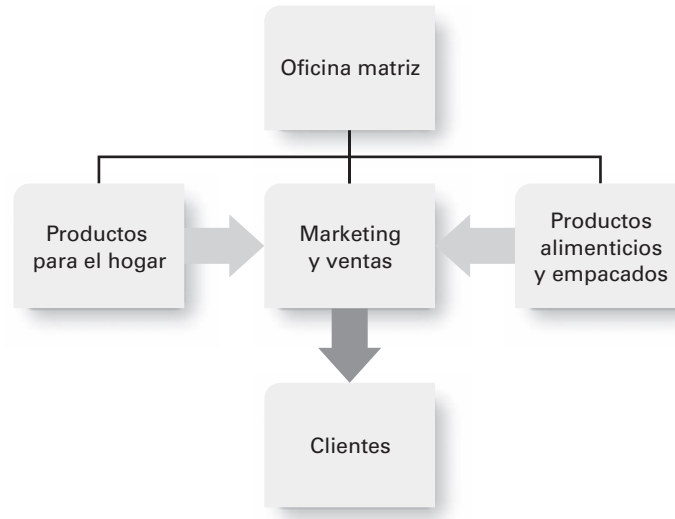 Oficina matriz
Productos
para el hogar
Marketing
y ventas
Productos
alimenticios
y empacados
Clientes